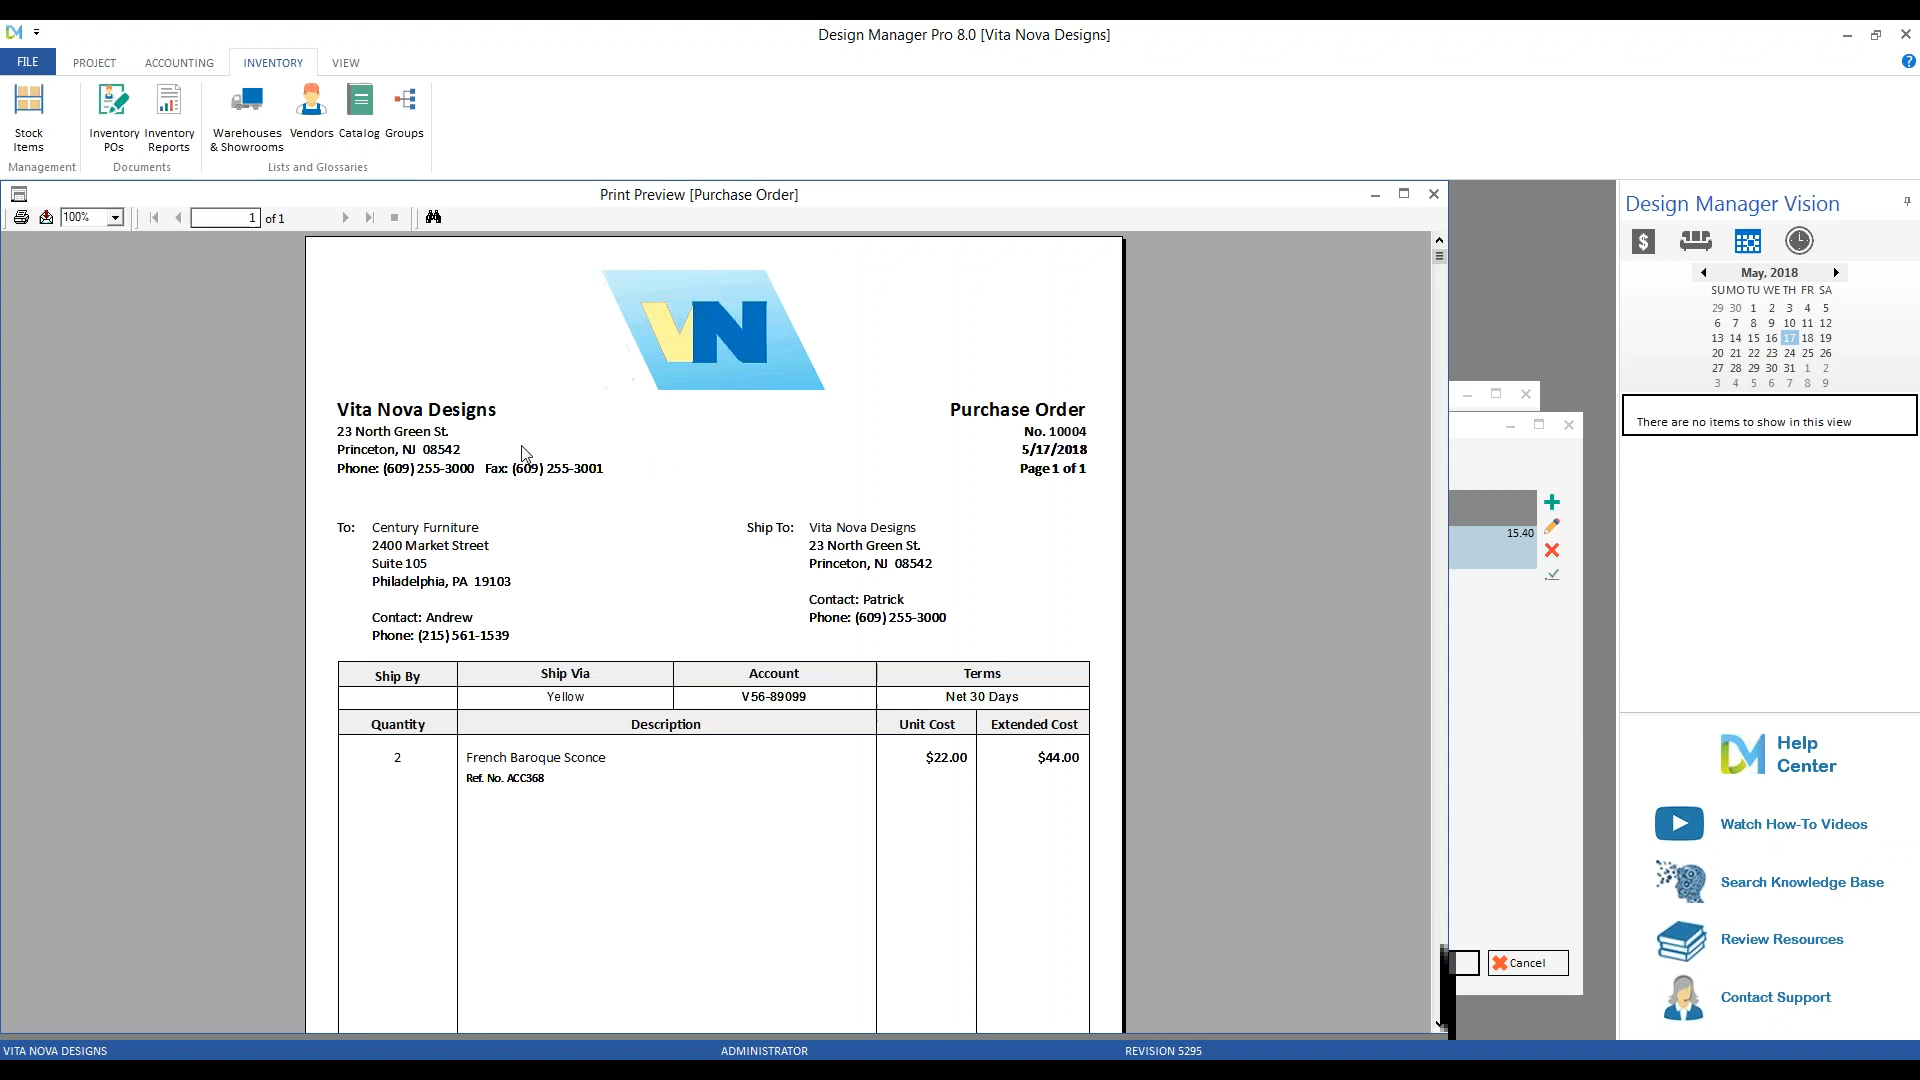 Design Manager Pro 8.0 [Vita Nova Designs]
FILE PROJECT ACCOUNTING INVENTORY VIEW
Stock Items
Inventory POs
Inventory Reports
Warehouses & Showrooms
Vendors
Catalog
Groups
Management Documents Lists and Glossaries
Print Preview [Purchase Order]
100% 1 of 1
VN
Vita Nova Designs
23 North Green St.
Princeton, NJ 08542
Phone: (609) 255-3000 Fax: (609) 255-3001
Purchase Order
No. 10004
5/17/2018
Page 1 of 1
To: Century Furniture
2400 Market Street
Suite 105
Philadelphia, PA 19103
Contact: Andrew
Phone: (215) 561-1539
Ship To: Vita Nova Designs
23 North Green St.
Princeton, NJ 08542
Contact: Patrick
Phone: (609) 255-3000
Ship By Ship Via Account Terms
Yellow V56-89099 Net 30 Days
Quantity Description Unit Cost Extended Cost
2 French Baroque Sconce $22.00 $44.00
Ref. No. ACC368
15.40
Cancel
Design Manager Vision
May, 2018
SU MO TU WE TH FR SA
29 30 1 2 3 4 5
6 7 8 9 10 11 12
13 14 15 16 17 18 19
20 21 22 23 24 25 26
27 28 29 30 31 1 2
3 4 5 6 7 8 9
There are no items to show in this view
DM Help Center
Watch How-To Videos
Search Knowledge Base
Review Resources
Contact Support
VITA NOVA DESIGNS ADMINISTRATOR REVISION 5295